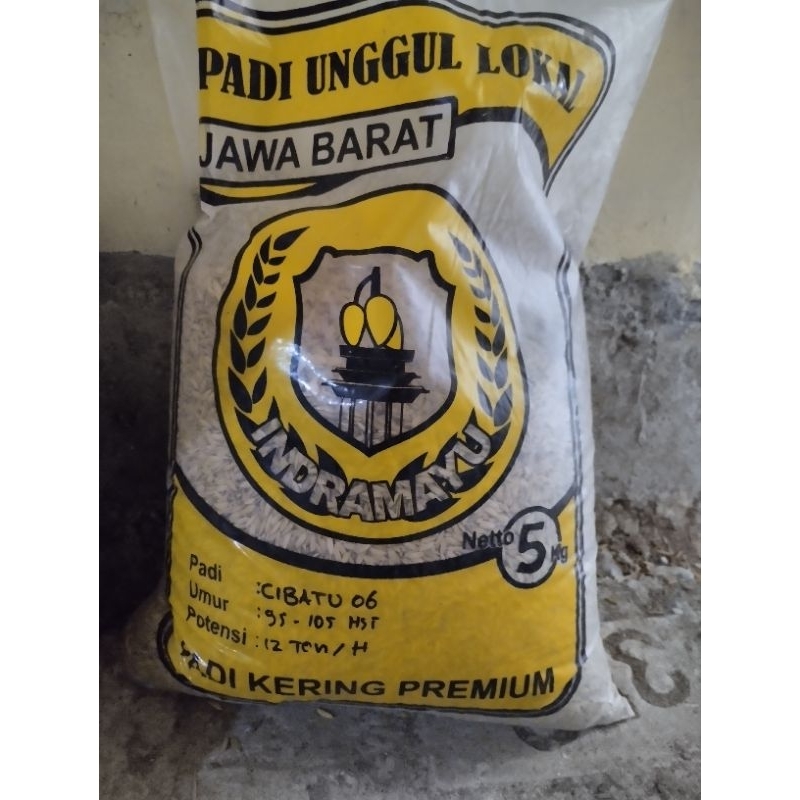 PADI UNGGUL LOKAL
JAWA BARAT
INDRAMAYU
Netto 5 Kg
Padi : CIBATU 06
Umur : 95 - 105 HST
Potensi : 12 Ton / H
PADI KERING PREMIUM